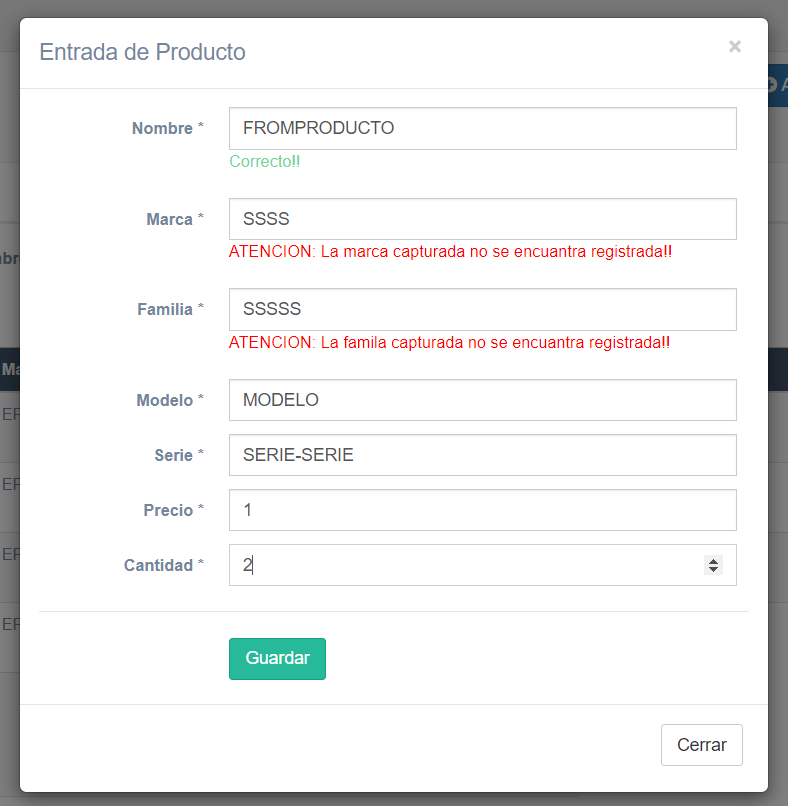 Entrada de Producto ×
Nombre * FROMPRODUCTO
Correcto!!
Marca * SSSS
ATENCION: La marca capturada no se encuantra registrada!!
Familia * SSSSS
ATENCION: La famila capturada no se encuantra registrada!!
Modelo * MODELO
Serie * SERIE-SERIE
Precio * 1
Cantidad * 2
Guardar
Cerrar